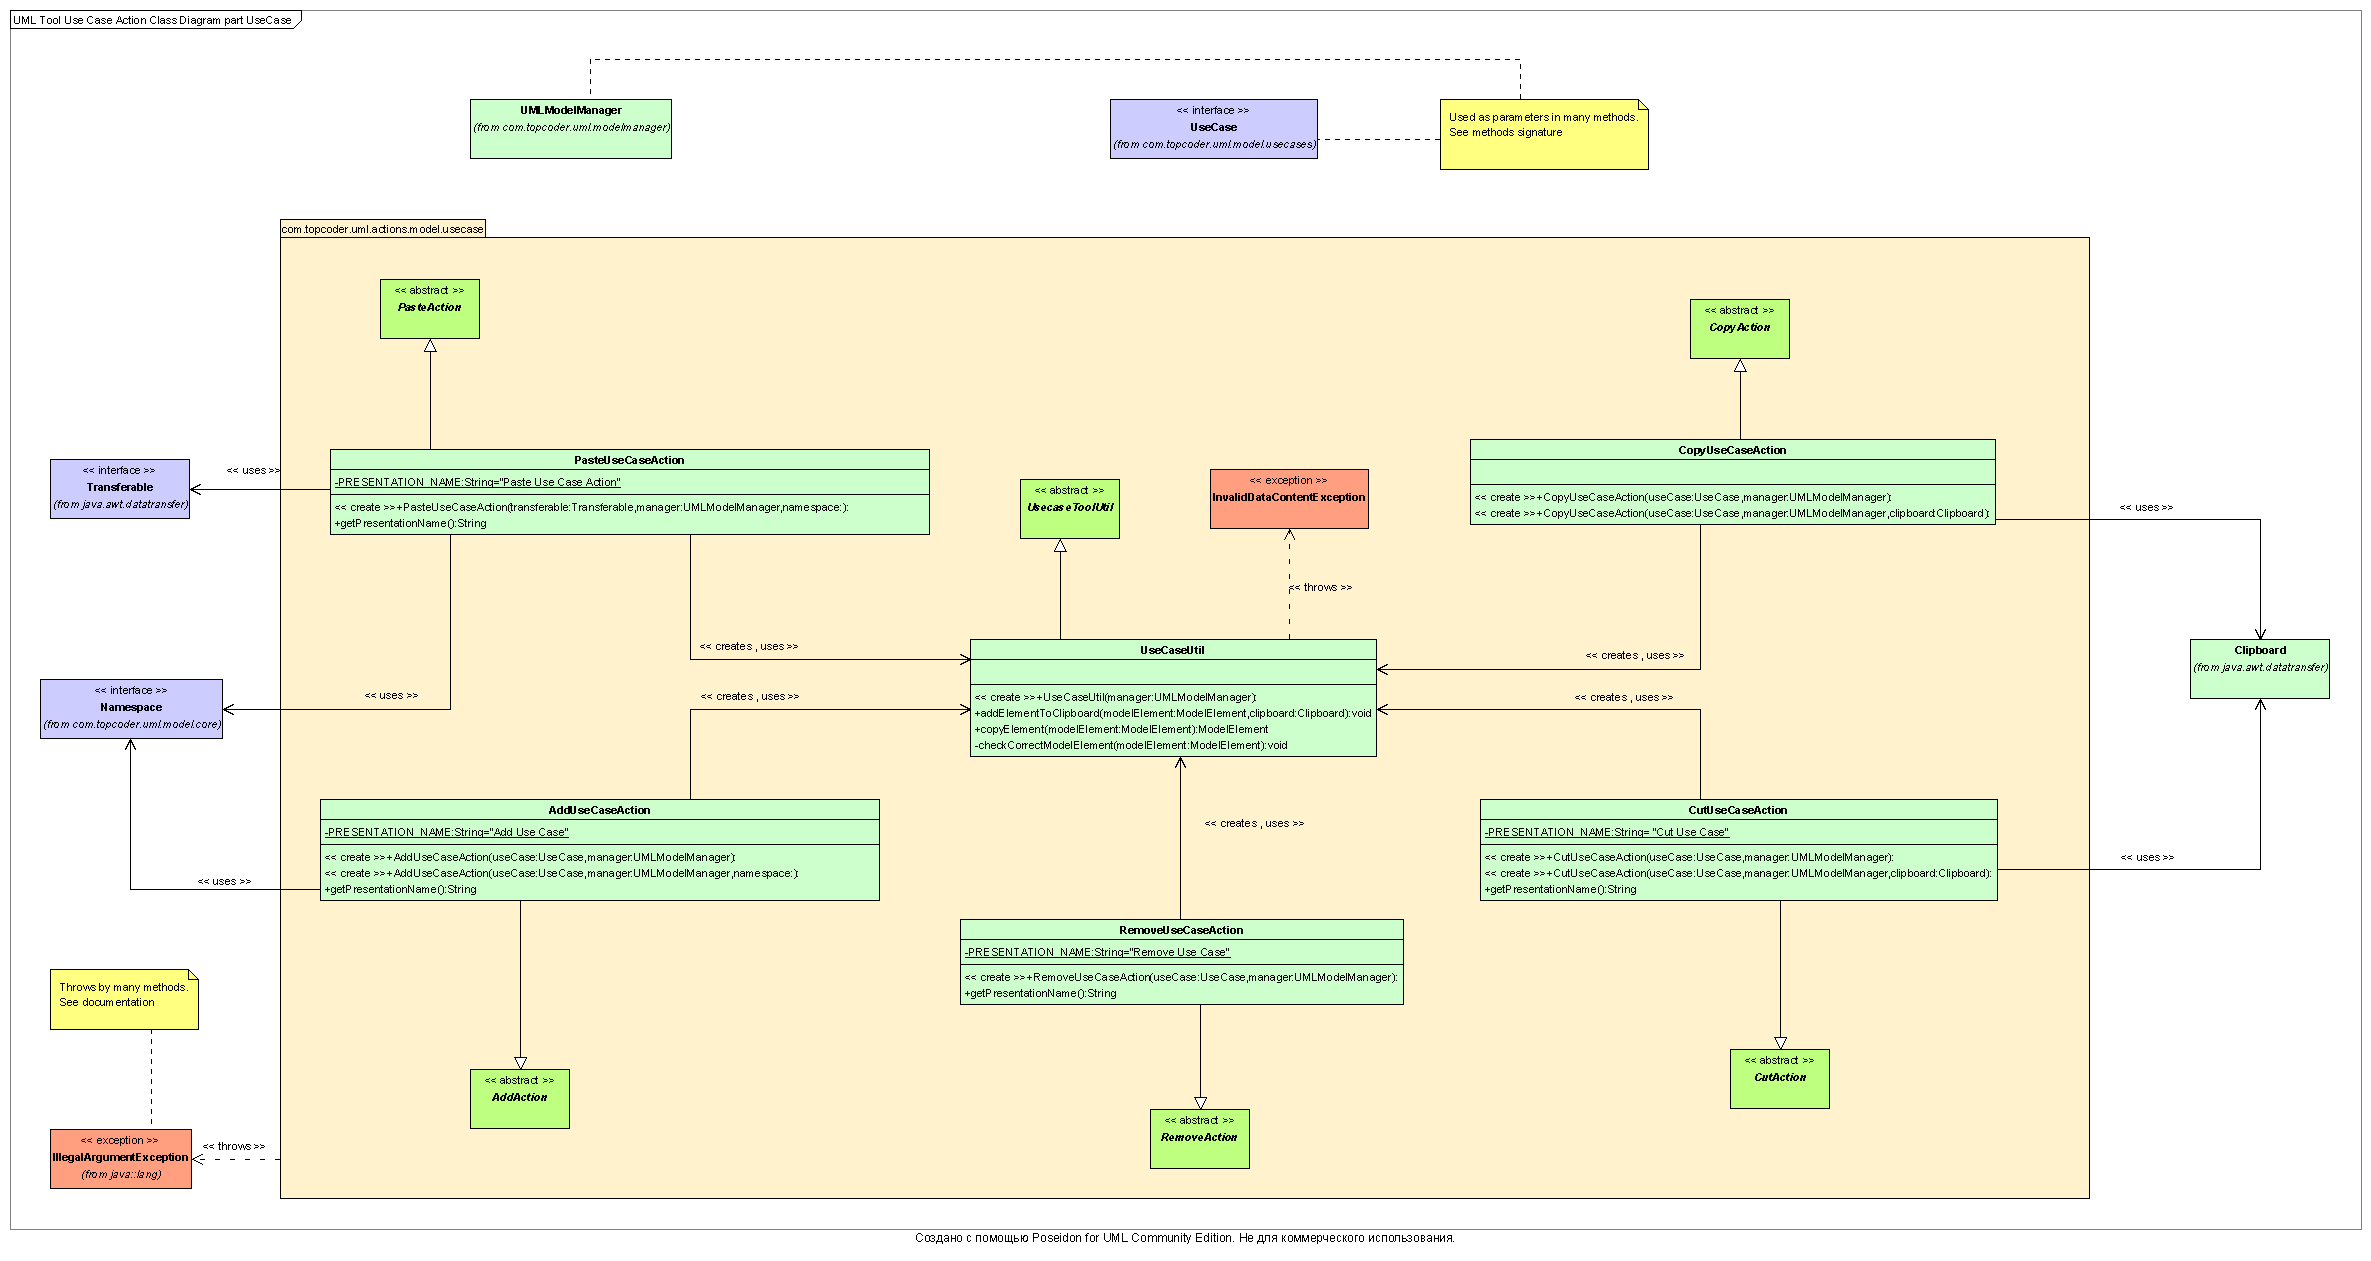 UML Tool Use Case Action Class Diagram part UseCase
UMLModelManager
(from com.topcoder.uml.modelmanager)
<< interface >>
UseCase
(from com.topcoder.uml.model.usecases)
Used as parameters in many methods.
See methods signature
com.topcoder.uml.actions.model.usecase
<< abstract >>
PasteAction
<< abstract >>
CopyAction
<< interface >>
Transferable
(from java.awt.datatransfer)
<< uses >>
PasteUseCaseAction
-PRESENTATION_NAME:String="Paste Use Case Action"
<< create >>+PasteUseCaseAction(transferable:Transferable,manager:UMLModelManager,namespace:):
+getPresentationName():String
<< abstract >>
UsecaseToolUtil
<< exception >>
InvalidDataContentException
CopyUseCaseAction
<< create >>+CopyUseCaseAction(useCase:UseCase,manager:UMLModelManager):
<< create >>+CopyUseCaseAction(useCase:UseCase,manager:UMLModelManager,clipboard:Clipboard):
<< uses >>
<< throws >>
<< creates , uses >>
<< creates , uses >>
UseCaseUtil
<< create >>+UseCaseUtil(manager:UMLModelManager):
+addElementToClipboard(modelElement:ModelElement,clipboard:Clipboard):void
+copyElement(modelElement:ModelElement):ModelElement
-checkCorrectModelElement(modelElement:ModelElement):void
Clipboard
(from java.awt.datatransfer)
<< interface >>
Namespace
(from com.topcoder.uml.model.core)
<< uses >>
<< creates , uses >>
<< creates , uses >>
AddUseCaseAction
-PRESENTATION_NAME:String="Add Use Case"
<< create >>+AddUseCaseAction(useCase:UseCase,manager:UMLModelManager):
<< create >>+AddUseCaseAction(useCase:UseCase,manager:UMLModelManager,namespace:):
+getPresentationName():String
<< uses >>
<< creates , uses >>
CutUseCaseAction
-PRESENTATION_NAME:String= "Cut Use Case"
<< create >>+CutUseCaseAction(useCase:UseCase,manager:UMLModelManager):
<< create >>+CutUseCaseAction(useCase:UseCase,manager:UMLModelManager,clipboard:Clipboard):
+getPresentationName():String
<< uses >>
RemoveUseCaseAction
-PRESENTATION_NAME:String="Remove Use Case"
<< create >>+RemoveUseCaseAction(useCase:UseCase,manager:UMLModelManager):
+getPresentationName():String
Throws by many methods.
See documentation
<< abstract >>
AddAction
<< abstract >>
CutAction
<< abstract >>
RemoveAction
<< exception >>
IllegalArgumentException
(from java::lang)
<< throws >>
Создано с помощью Poseidon for UML Community Edition. Не для коммерческого использования.